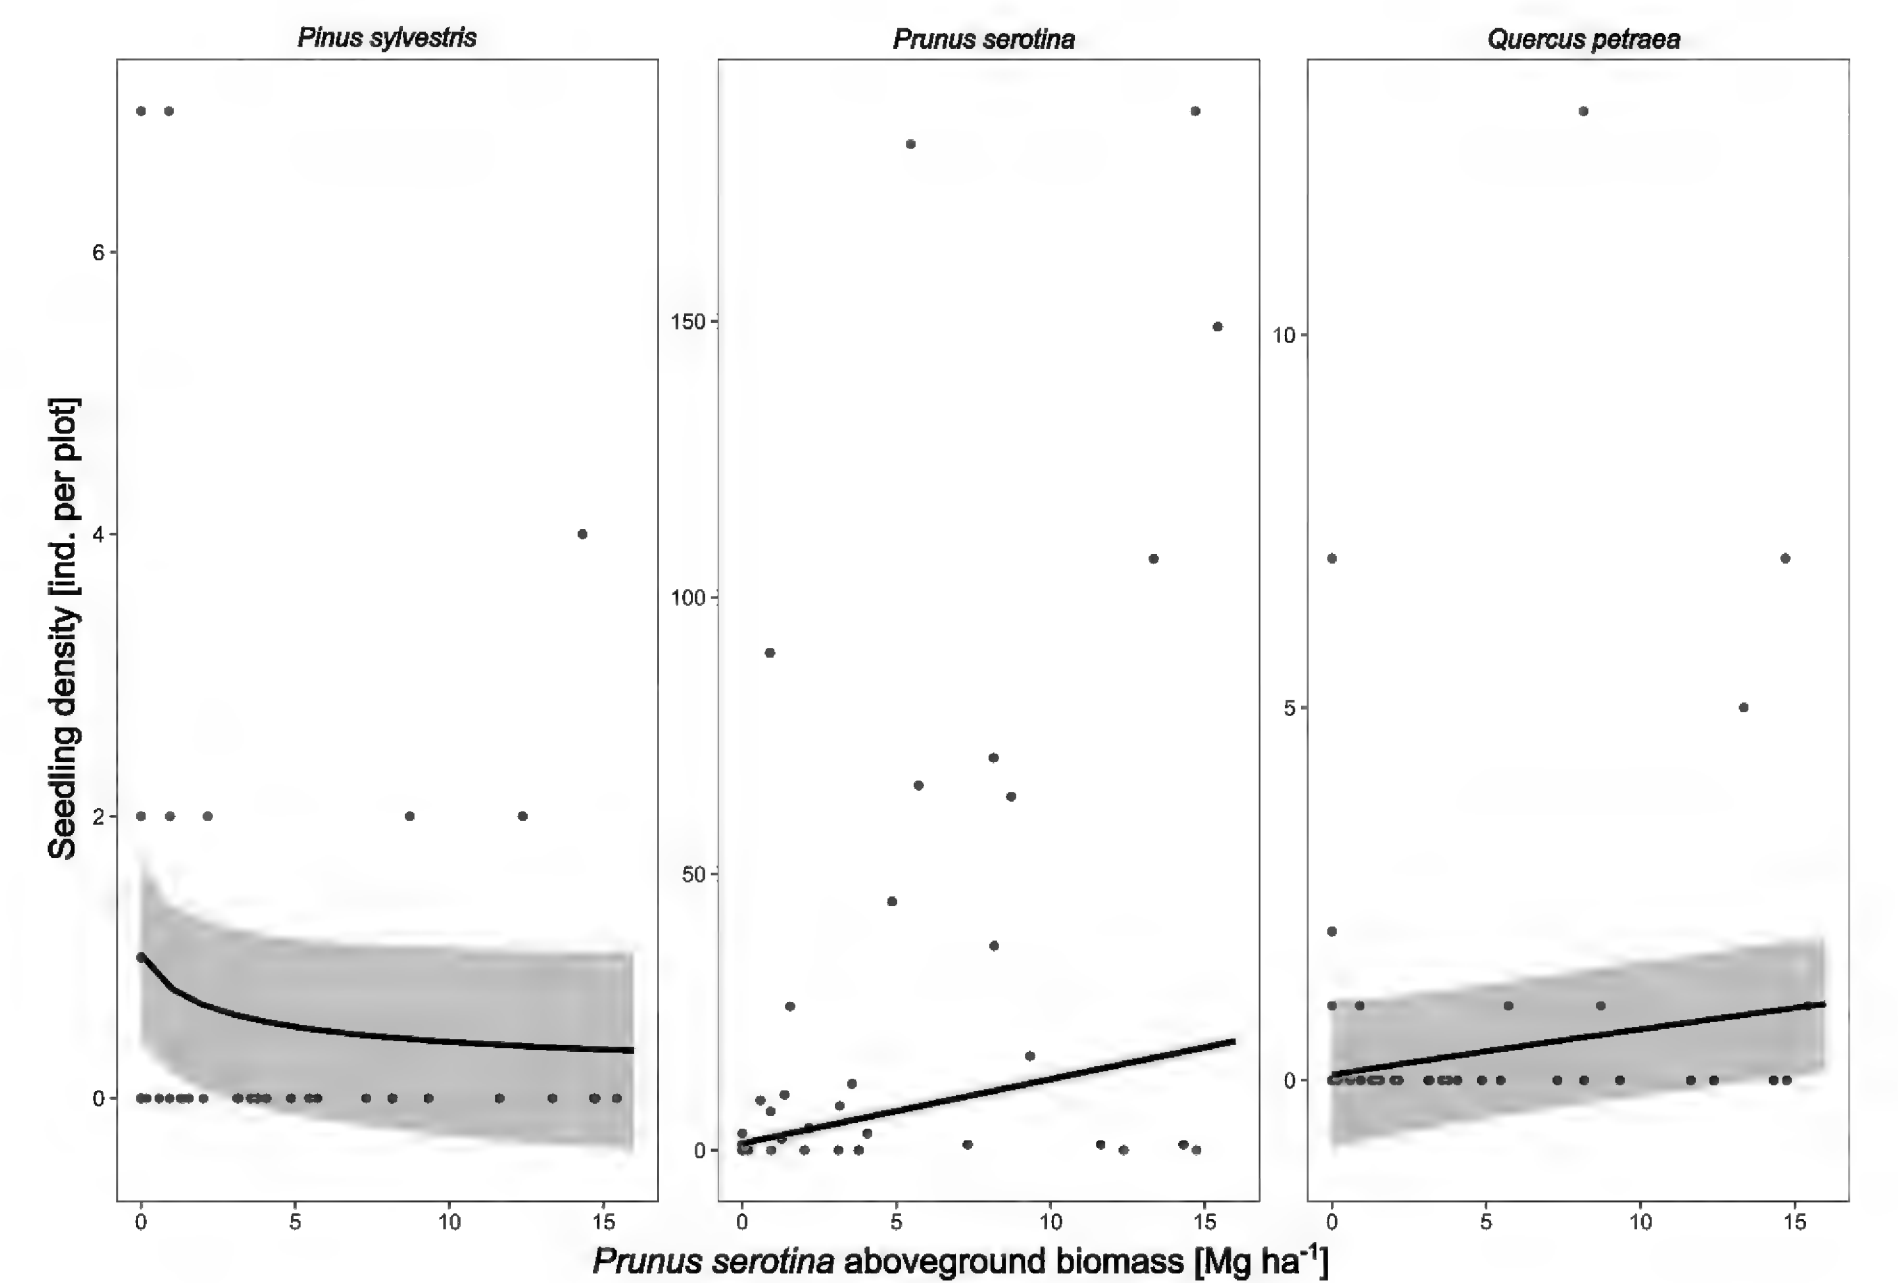 Pinus sylvestris
Prunus serotina
Quercus petraea
Seedling density [ind. per plot]
6
4
2
0
150
100
50
0
10
5
0
0 5 10 15
0 5 10 15
0 5 10 15
Prunus serotina aboveground biomass [Mg ha⁻¹]